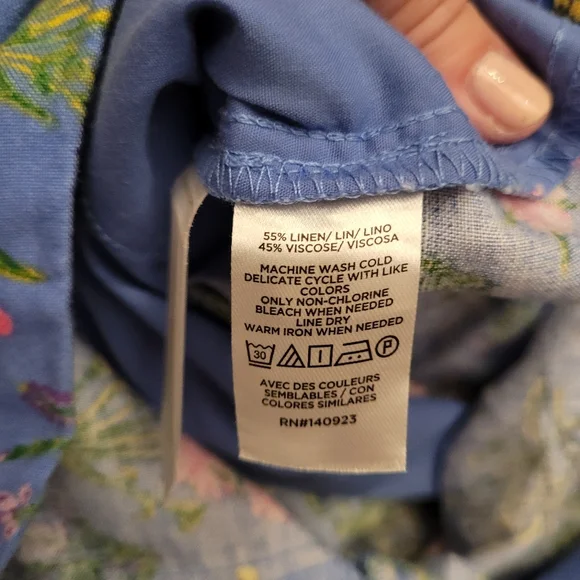 55% LINEN/ LIN/ LINO
45% VISCOSE/ VISCOSA
MACHINE WASH COLD
DELICATE CYCLE WITH LIKE
COLORS
ONLY NON-CHLORINE
BLEACH WHEN NEEDED
LINE DRY
WARM IRON WHEN NEEDED
30 P
AVEC DES COULEURS
SEMBLABLES / CON
COLORES SIMILARES
RN#140923